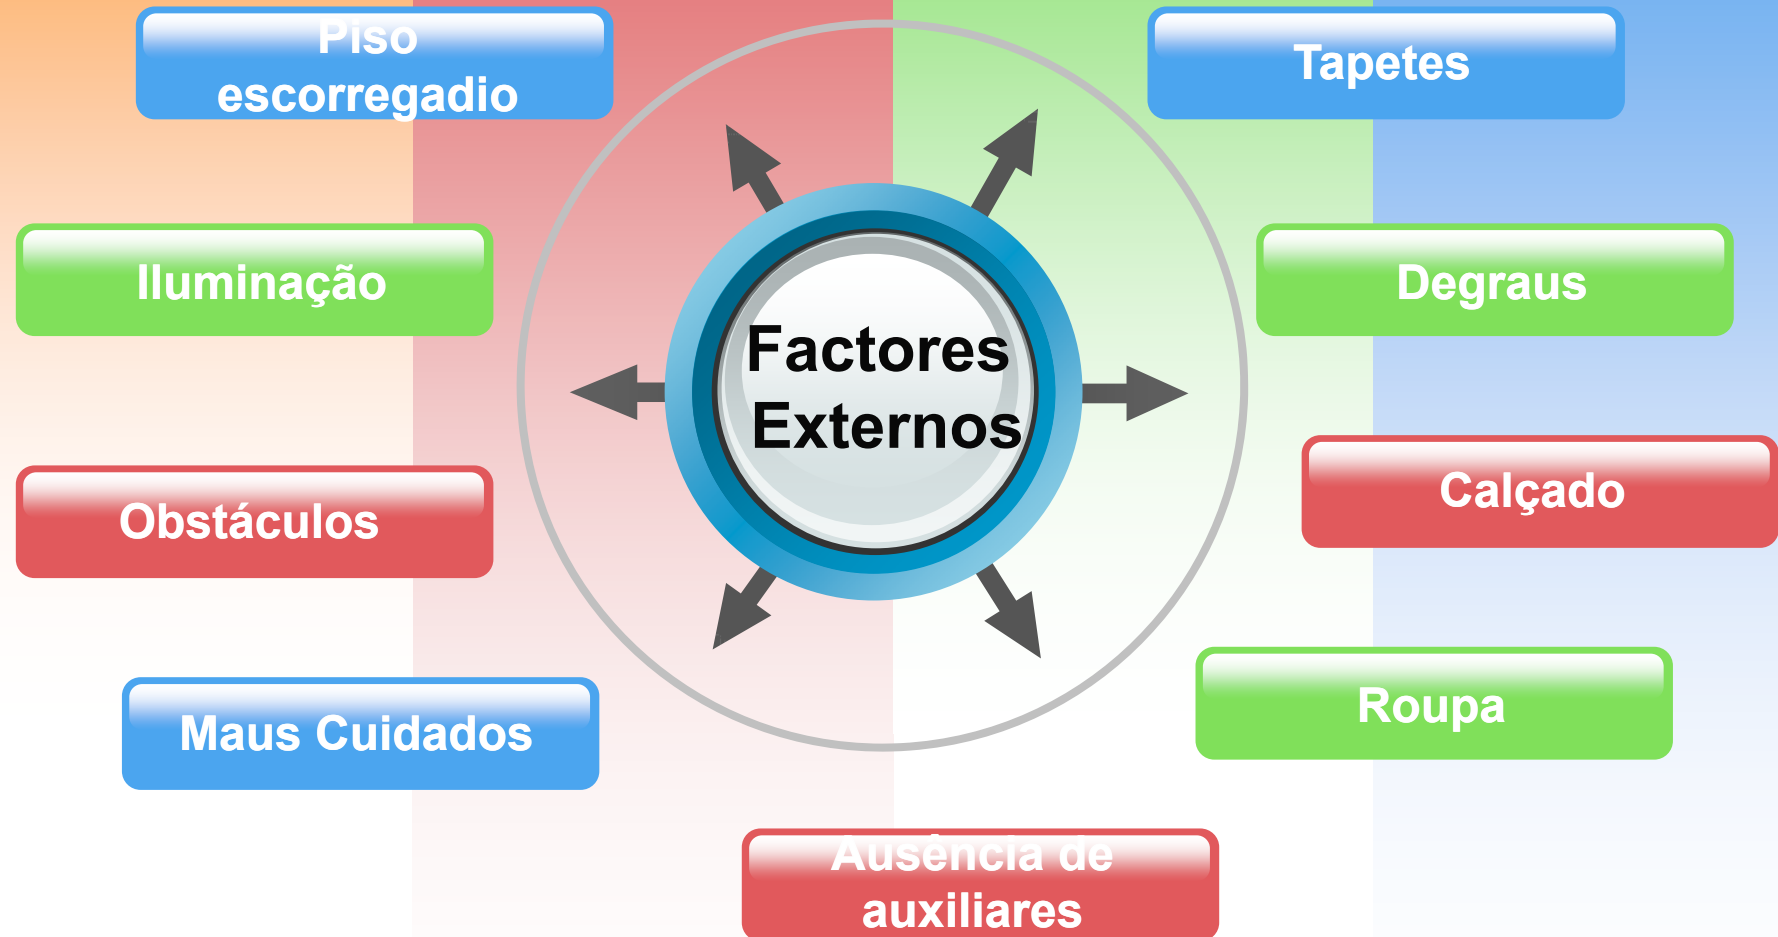 Piso
escorregadio
Tapetes
Iluminação
Degraus
Factores
Externos
Obstáculos
Calçado
Maus Cuidados
Roupa
Ausência de
auxiliares